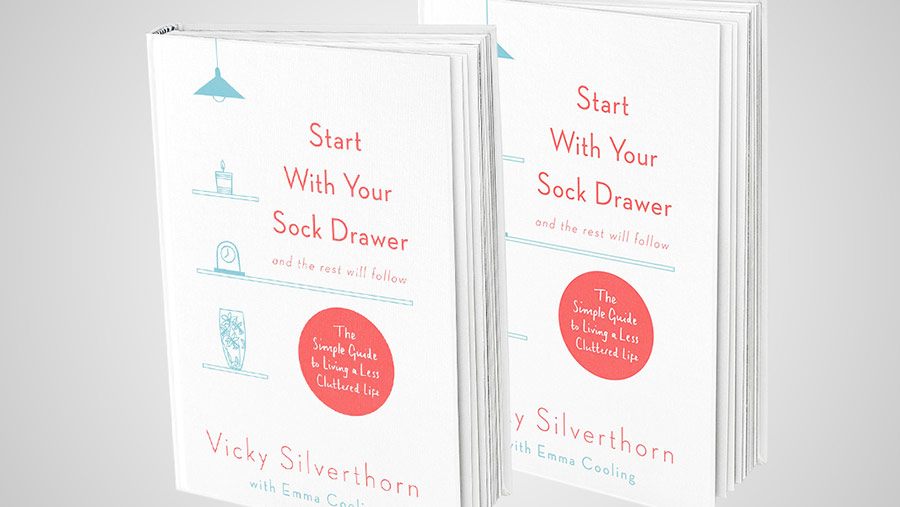 Start
With Your
Sock Drawer
and the rest will follow
The
Simple Guide
to Living a Less
Cluttered Life
Vicky Silverthorn
with Emma
Start
With Your
Sock Drawer
and the rest will follow
The
Simple Guide
to Living a Less
Cluttered Life
Silverthorn
with Emma Cooling